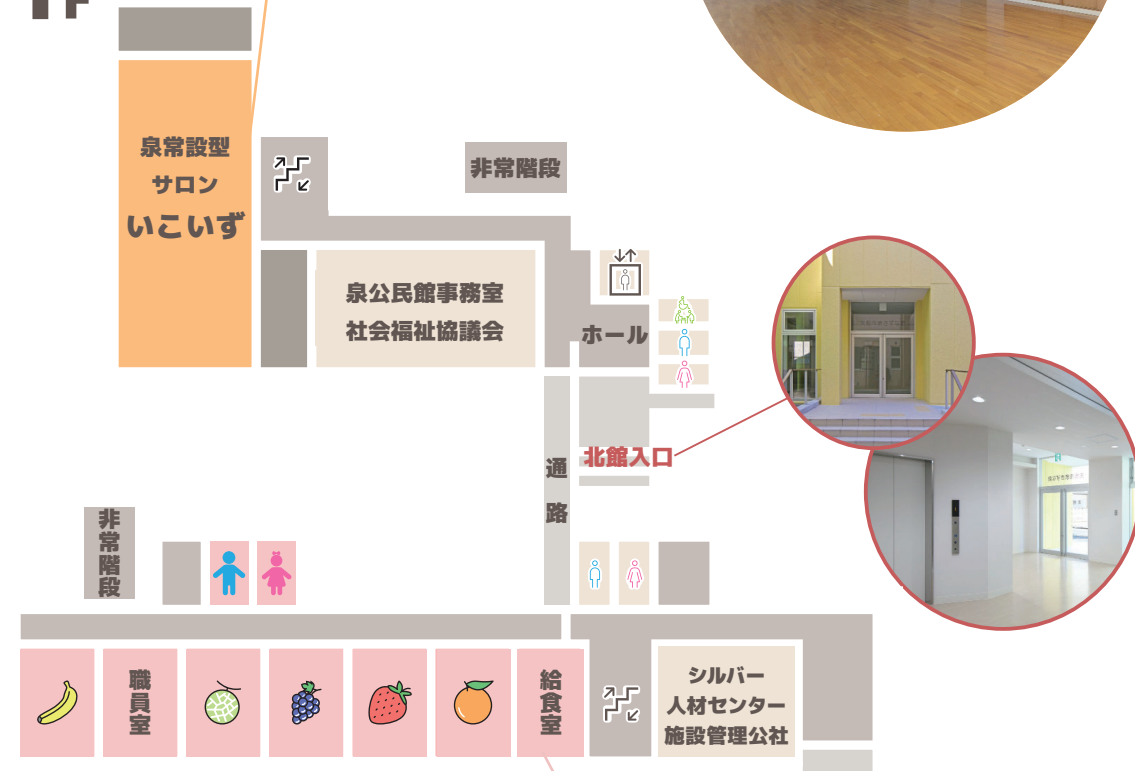 泉常設型
サロン
いこいず
非常階段
泉公民館事務室
社会福祉協議会
ホール
北館入口
通路
非常階段
職員室
給食室
シルバー
人材センター
施設管理公社